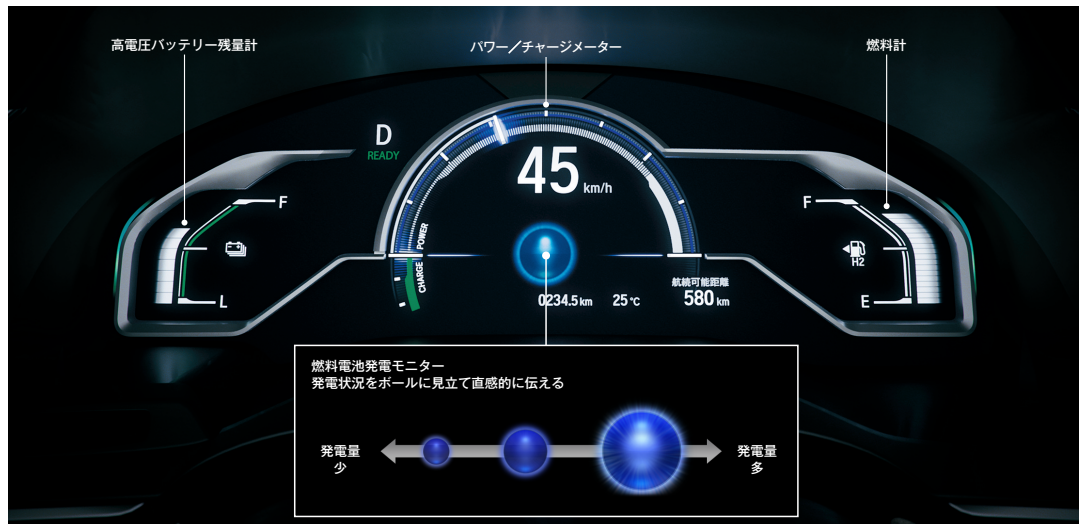 高電圧バッテリー残量計
パワー／チャージメーター
燃料計
D
READY
45 km/h
F
F
POWER
CHARGE
H2
航続可能距離
L
0234.5 km
25 ℃
580 km
E
燃料電池発電モニター
発電状況をボールに見立て直感的に伝える
発電量
少
発電量
多